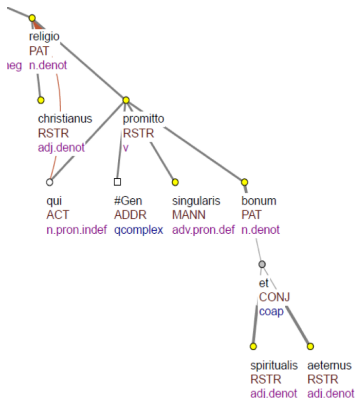 religio
PAT
neg n.denot
christianus
RSTR
adj.denot
promitto
RSTR
v
qui
ACT
n.pron.indef
#Gen
ADDR
qcomplex
singularis
MANN
adv.pron.def
bonum
PAT
n.denot
et
CONJ
coap
spiritualis
RSTR
adj.denot
aeternus
RSTR
adj.denot